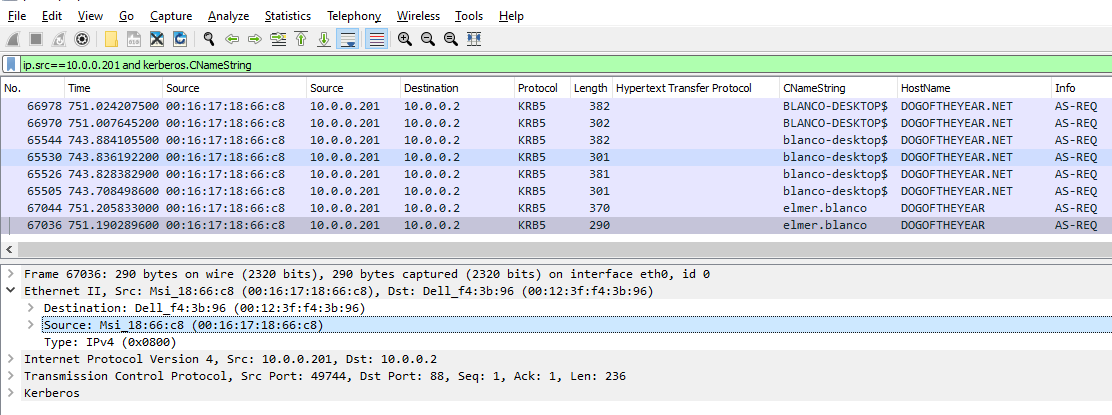 File Edit View Go Capture Analyze Statistics Telephony Wireless Tools Help
ip.src==10.0.0.201 and kerberos.CNameString
No. Time Source Source Destination Protocol Length Hypertext Transfer Protocol CNameString HostName Info
66978 751.024207500 00:16:17:18:66:c8 10.0.0.201 10.0.0.2 KRB5 382 BLANCO-DESKTOP$ DOGOFTHEYEAR.NET AS-REQ
66970 751.007645200 00:16:17:18:66:c8 10.0.0.201 10.0.0.2 KRB5 302 BLANCO-DESKTOP$ DOGOFTHEYEAR.NET AS-REQ
65544 743.884105500 00:16:17:18:66:c8 10.0.0.201 10.0.0.2 KRB5 382 blanco-desktop$ DOGOFTHEYEAR.NET AS-REQ
65530 743.836192200 00:16:17:18:66:c8 10.0.0.201 10.0.0.2 KRB5 301 blanco-desktop$ DOGOFTHEYEAR.NET AS-REQ
65526 743.828382900 00:16:17:18:66:c8 10.0.0.201 10.0.0.2 KRB5 381 blanco-desktop$ DOGOFTHEYEAR.NET AS-REQ
65505 743.708498600 00:16:17:18:66:c8 10.0.0.201 10.0.0.2 KRB5 301 blanco-desktop$ DOGOFTHEYEAR.NET AS-REQ
67044 751.205833000 00:16:17:18:66:c8 10.0.0.201 10.0.0.2 KRB5 370 elmer.blanco DOGOFTHEYEAR AS-REQ
67036 751.190289600 00:16:17:18:66:c8 10.0.0.201 10.0.0.2 KRB5 290 elmer.blanco DOGOFTHEYEAR AS-REQ
Frame 67036: 290 bytes on wire (2320 bits), 290 bytes captured (2320 bits) on interface eth0, id 0
Ethernet II, Src: Msi_18:66:c8 (00:16:17:18:66:c8), Dst: Dell_f4:3b:96 (00:12:3f:f4:3b:96)
Destination: Dell_f4:3b:96 (00:12:3f:f4:3b:96)
Source: Msi_18:66:c8 (00:16:17:18:66:c8)
Type: IPv4 (0x0800)
Internet Protocol Version 4, Src: 10.0.0.201, Dst: 10.0.0.2
Transmission Control Protocol, Src Port: 49744, Dst Port: 88, Seq: 1, Ack: 1, Len: 236
Kerberos